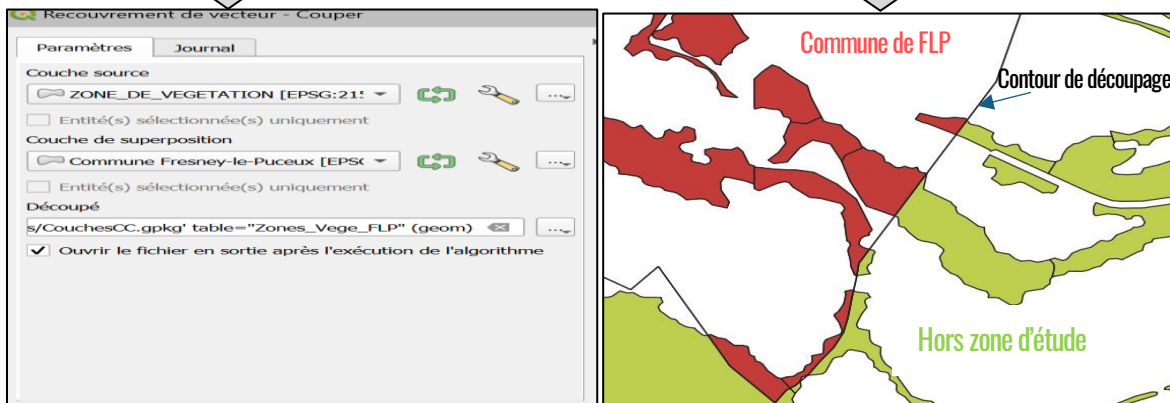 Recouvrement de vecteur - Couper
Paramètres
Journal
Couche source
ZONE_DE_VEGETATION [EPSG:21!
Entité(s) sélectionnée(s) uniquement
Couche de superposition
Commune Fresney-le-Puceux [EPS(
Entité(s) sélectionnée(s) uniquement
Découpé
s/CouchesCC.gpkg' table="Zones_Vege_FLP" (geom)
Ouvrir le fichier en sortie après l'exécution de l'algorithme
Commune de FLP
Contour de découpage
Hors zone d'étude